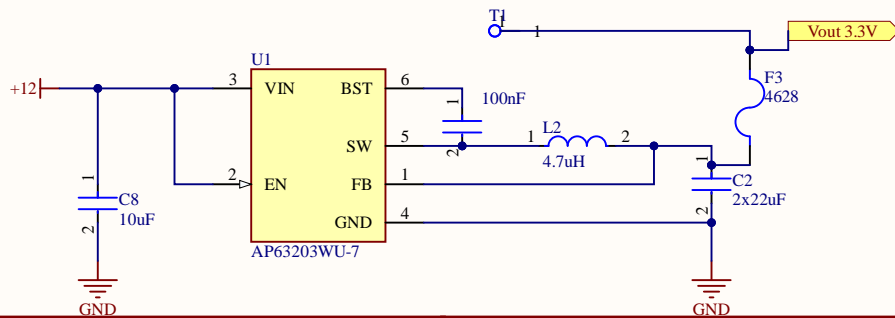 T1
1
1
Vout 3.3V
U1
F3
4628
+12
3
VIN
BST
6
1
100nF
2
SW
5
1
L2
2
4.7uH
2
EN
FB
1
1
C2
2x22uF
2
1
C8
10uF
2
GND
4
AP63203WU-7
GND
GND